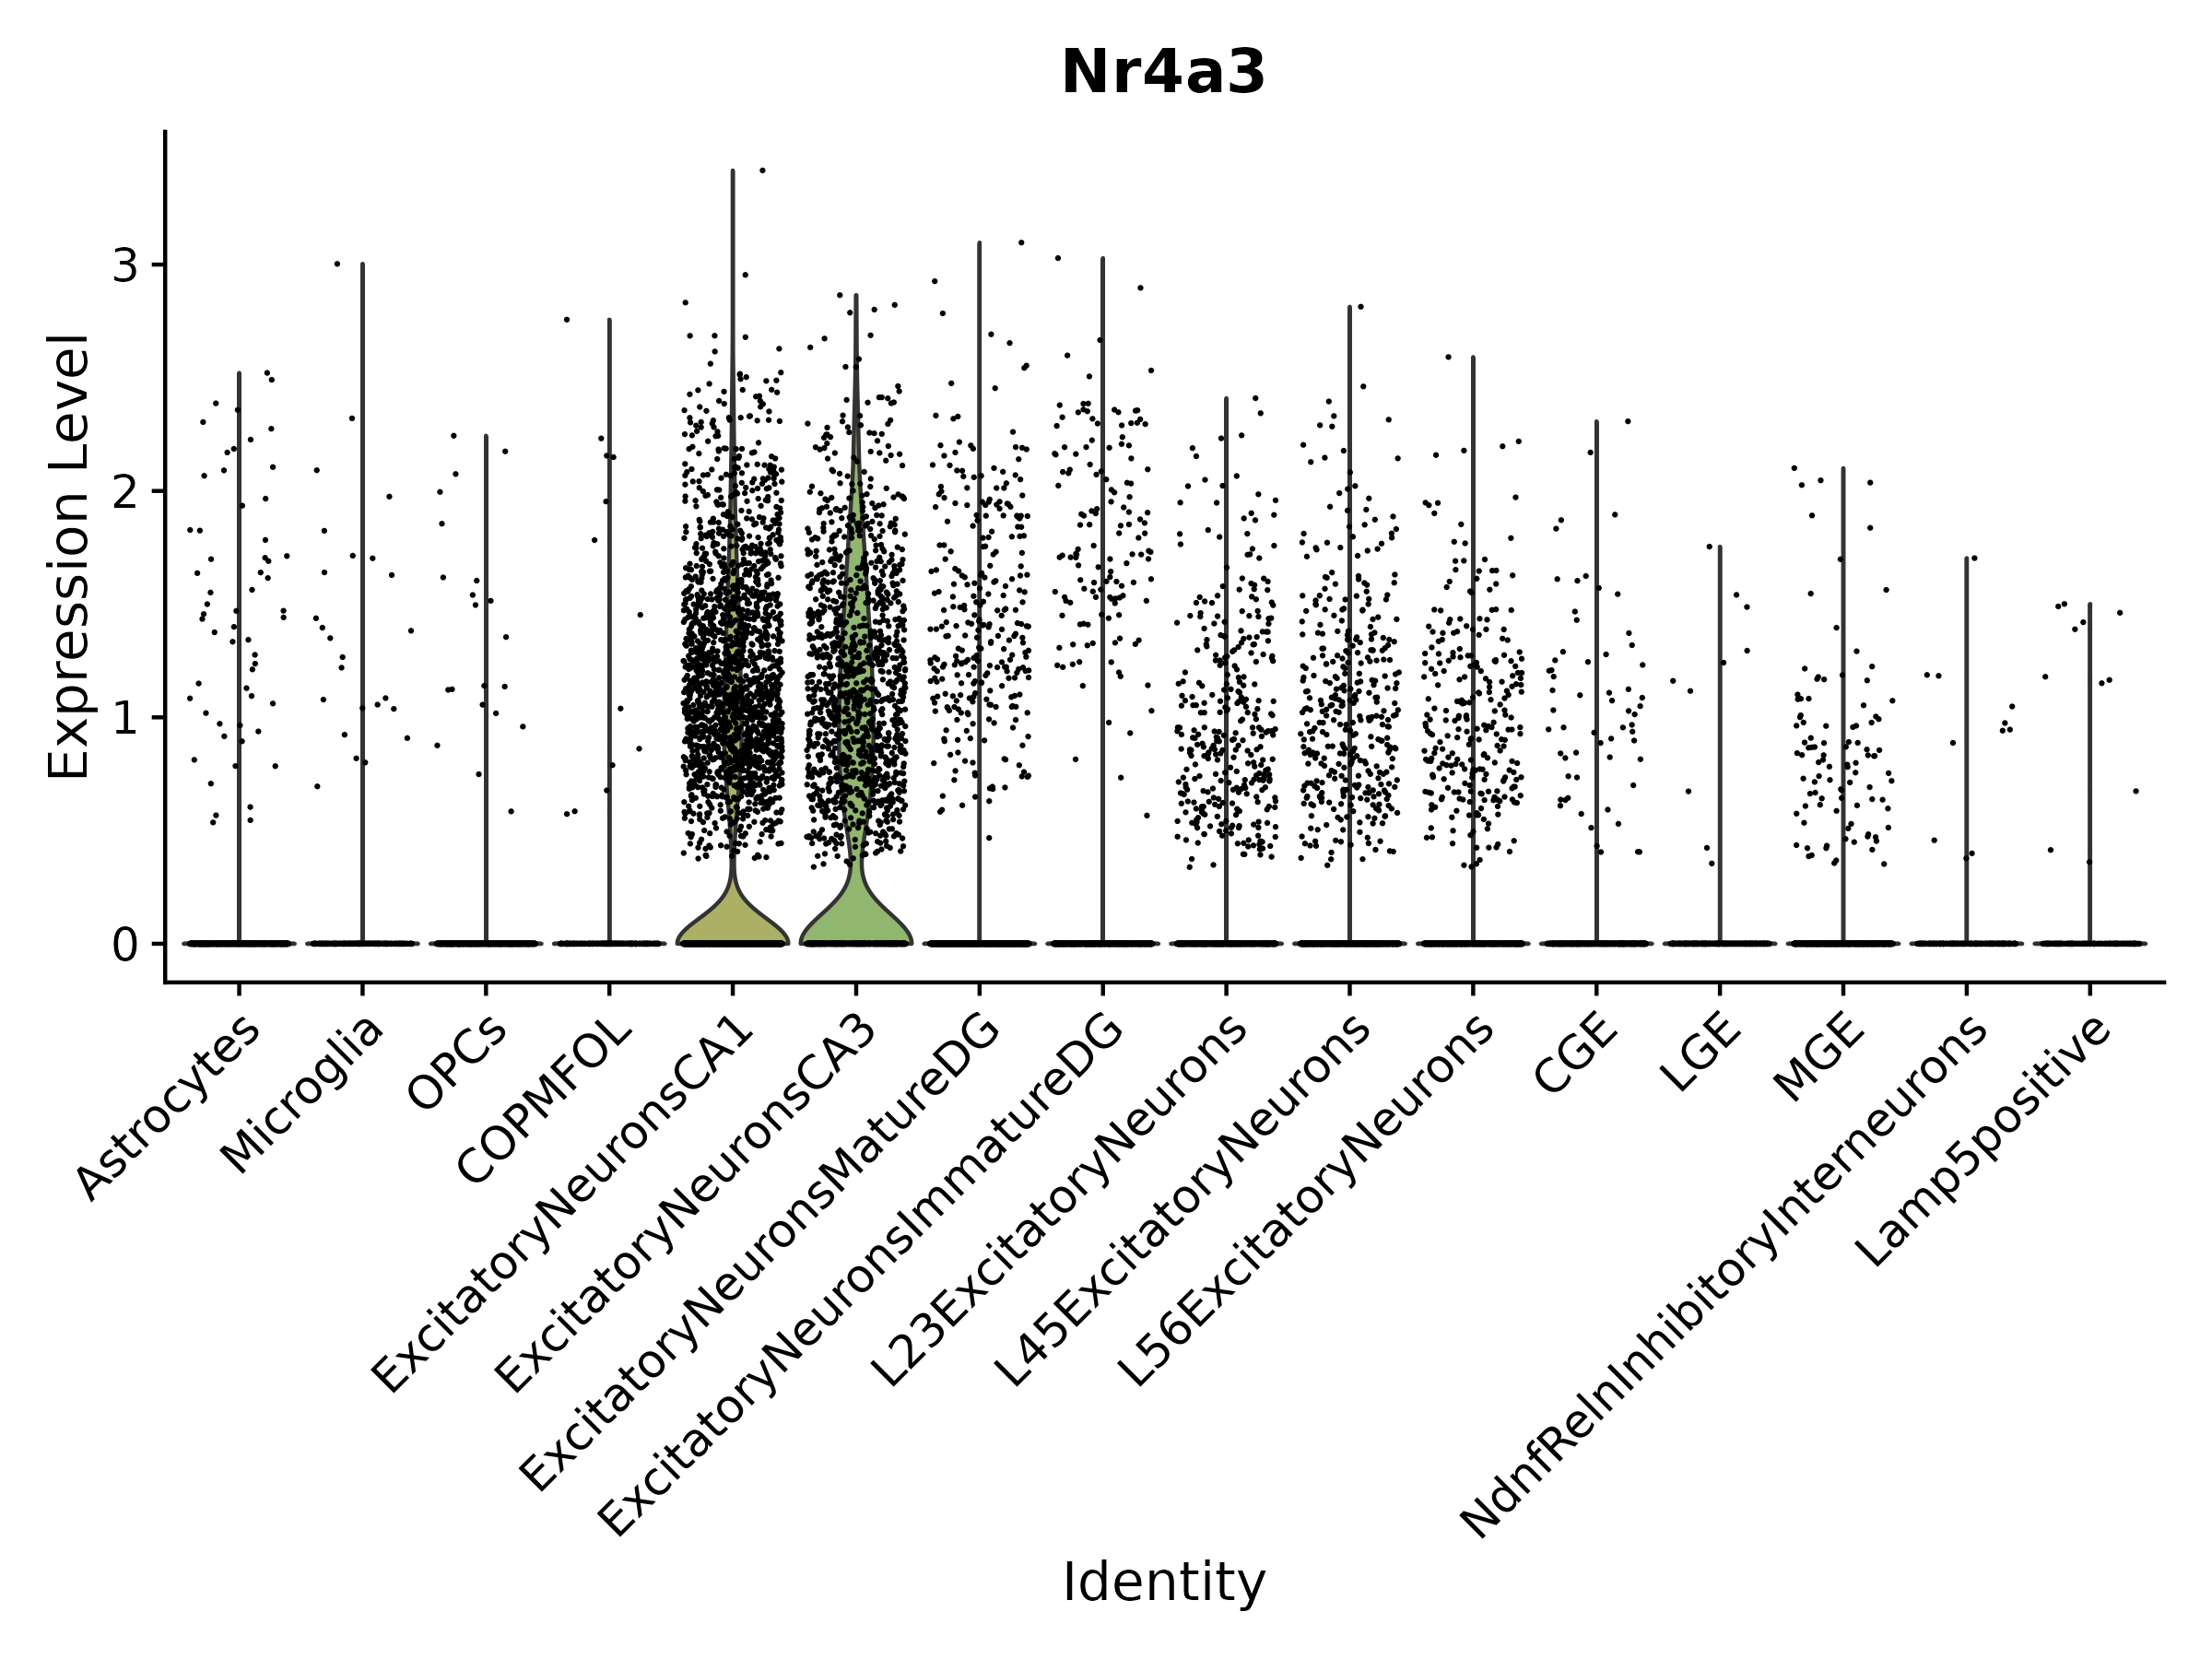 Nr4a3
Expression Level
3
2
1
0
Astrocytes
Microglia
OPCs
COPMFOL
ExcitatoryNeuronsCA1
ExcitatoryNeuronsCA3
ExcitatoryNeuronsMatureDG
ExcitatoryNeuronsImmatureDG
L23ExcitatoryNeurons
L45ExcitatoryNeurons
L56ExcitatoryNeurons
CGE
LGE
MGE
NdnfRelnInhibitoryInterneurons
Lamp5positive
Identity